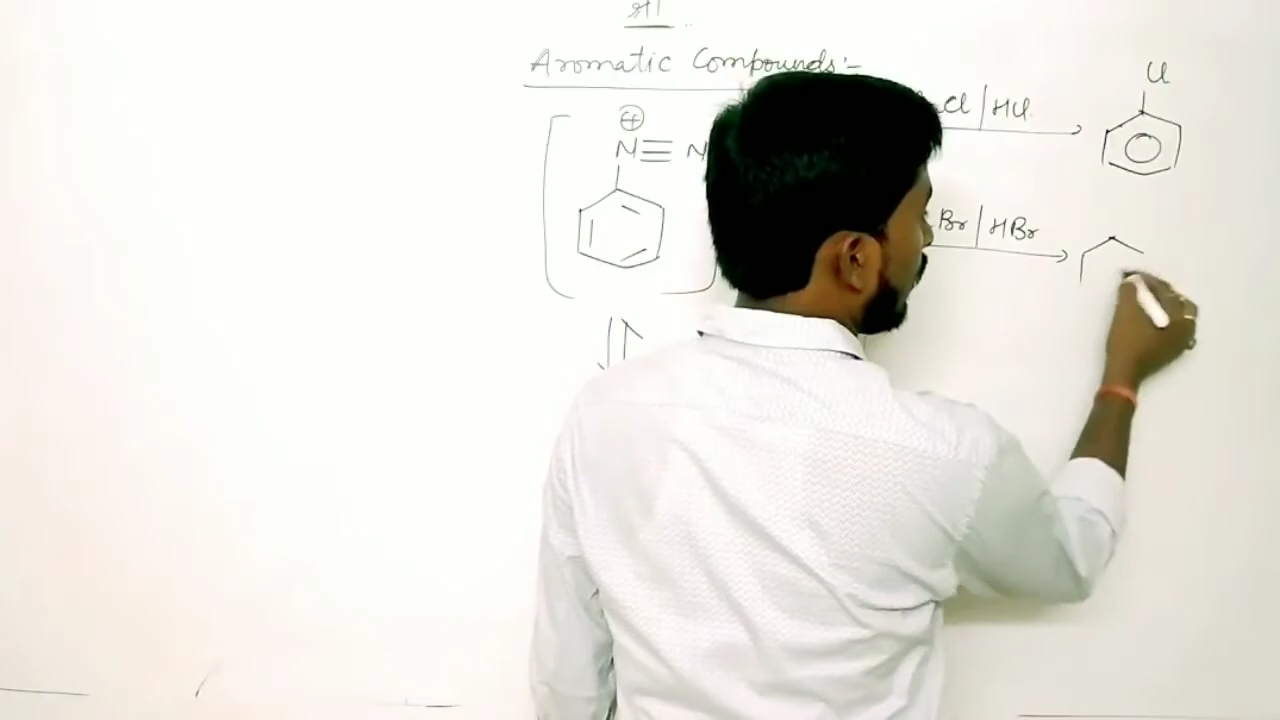 Aromatic Compounds:-
Cl | HCl
Cl
⊕
N≡N
Br | HBr